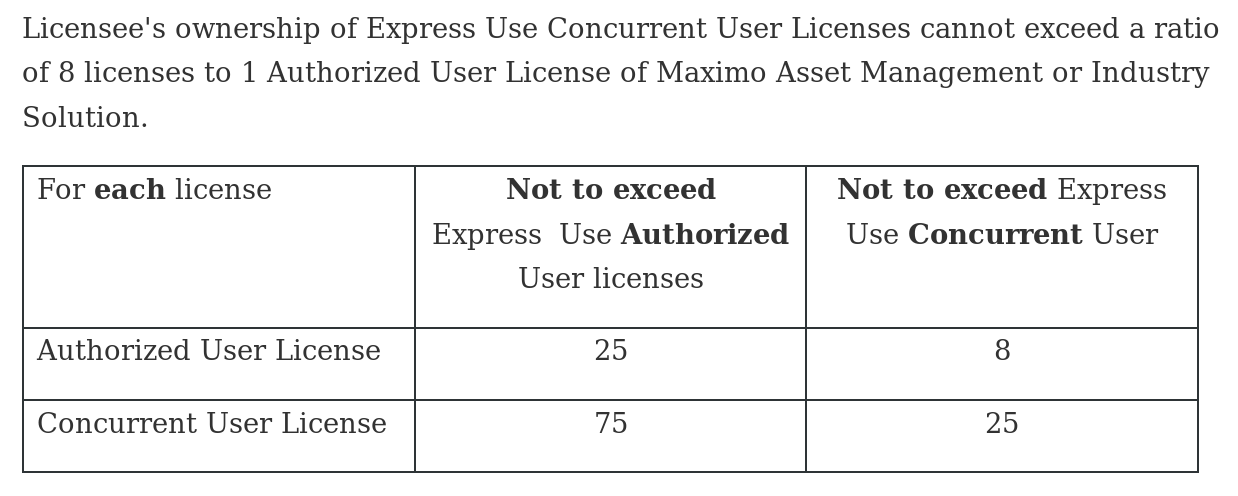 Licensee's ownership of Express Use Concurrent User Licenses cannot exceed a ratio
of 8 licenses to 1 Authorized User License of Maximo Asset Management or Industry
Solution.
For each license
Not to exceed
Express  Use Authorized
User licenses
Not to exceed Express
Use Concurrent User
Authorized User License
25
8
Concurrent User License
75
25